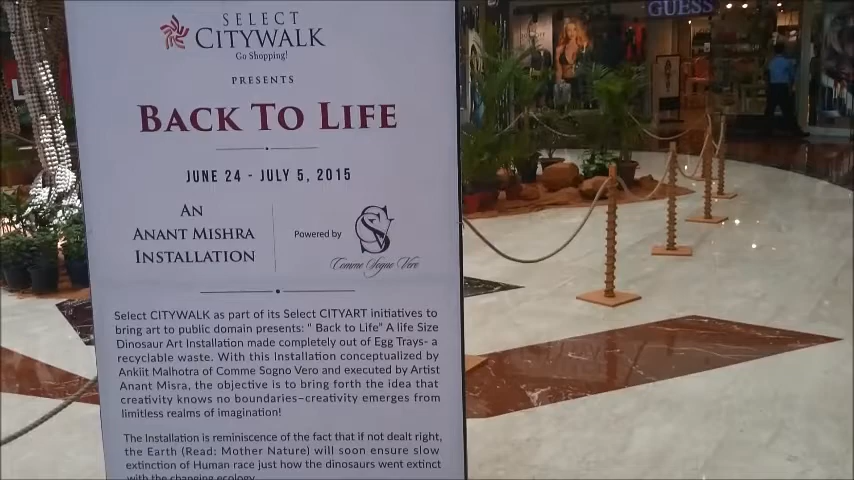 SELECT
CITYWALK
Go Shopping!
PRESENTS
BACK TO LIFE
JUNE 24 - JULY 5, 2015
AN
ANANT MISHRA
INSTALLATION
Powered by
Comme Sogno Vero
Select CITYWALK as part of its Select CITYART initiatives to
bring art to public domain presents: " Back to Life" A life Size
Dinosaur Art Installation made completely out of Egg Trays- a
recyclable waste. With this Installation conceptualized by
Ankiit Malhotra of Comme Sogno Vero and executed by Artist
Anant Misra, the objective is to bring forth the idea that
creativity knows no boundaries–creativity emerges from
limitless realms of imagination!
The Installation is reminiscence of the fact that if not dealt right,
the Earth (Read: Mother Nature) will soon ensure slow
extinction of Human race just how the dinosaurs went extinct
with the changing ecology.
GUESS